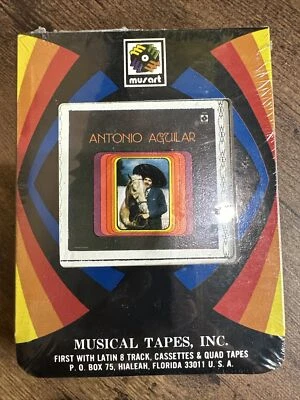 musart
ANTONIO AGUILAR
MUSICAL TAPES, INC.
FIRST WITH LATIN 8 TRACK, CASSETTES & QUAD TAPES
P. O. BOX 75, HIALEAH, FLORIDA 33011 U. S. A.